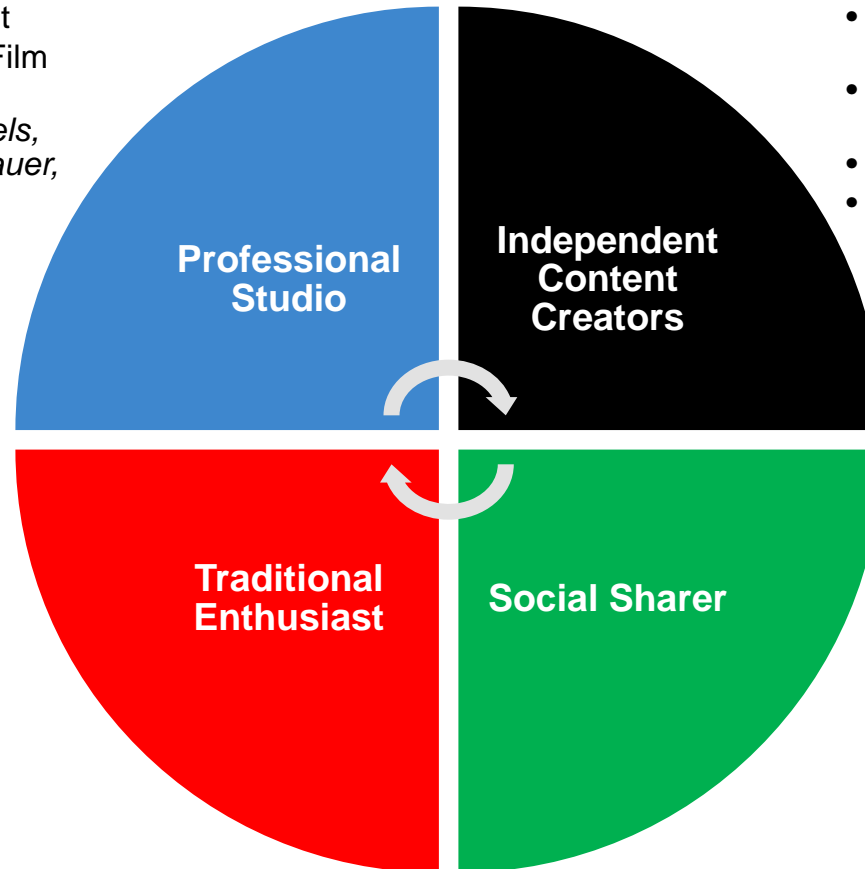 t
Film
els,
auer,
Professional
Studio
Independent
Content
Creators
Traditional
Enthusiast
Social Sharer